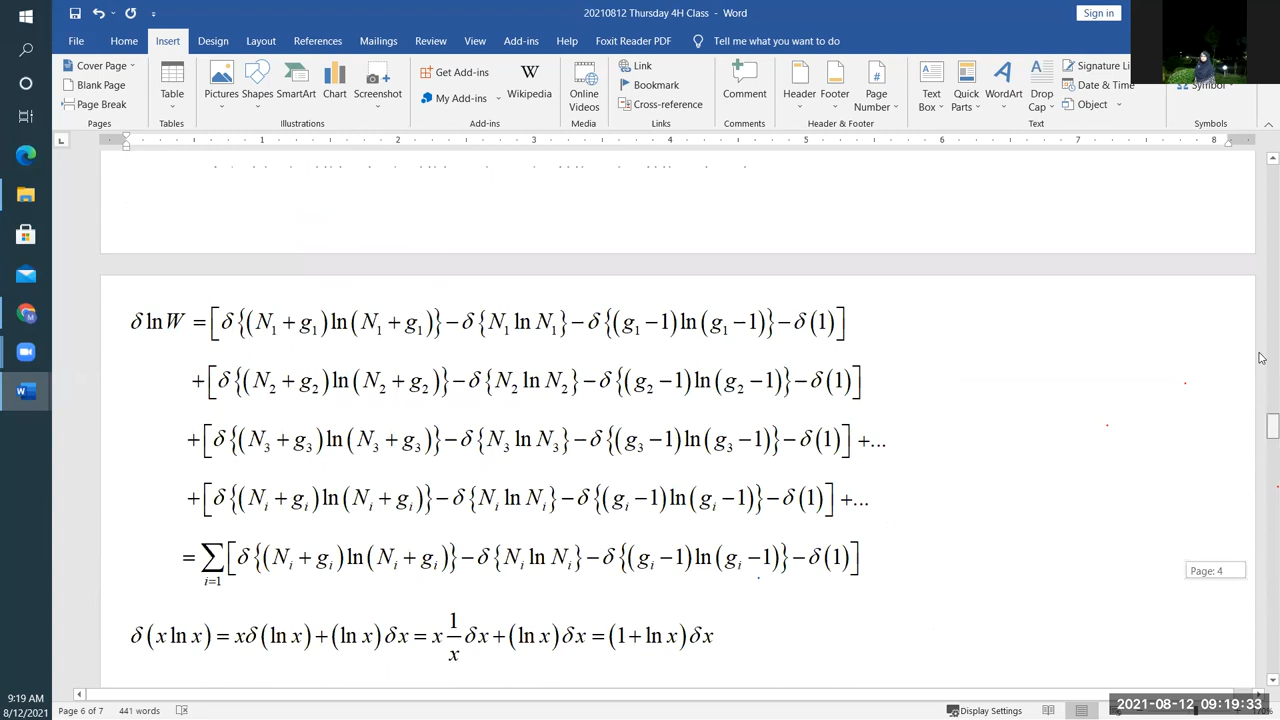 20210812 Thursday 4H Class - Word
Sign in
File Home Insert Design Layout References Mailings Review View Add-ins Help Foxit Reader PDF Tell me what you want to do
Cover Page
Blank Page
Page Break
Pages
Table
Tables
Pictures Shapes SmartArt Chart Screenshot
Illustrations
Get Add-ins
My Add-ins
Wikipedia
Add-ins
Online Videos
Media
Link
Bookmark
Cross-reference
Links
Comment
Comments
Header Footer Page Number
Header & Footer
Text Box Quick Parts WordArt Drop Cap
Signature Li
Date & Time
Object
Text
Symbol
Symbols
1 2 3 4 5 6 7 8
δ ln W = [δ{(N₁ + g₁)ln(N₁ + g₁)} − δ{N₁ ln N₁} − δ{(g₁ −1)ln(g₁ −1)} − δ(1)]
+[δ{(N₂ + g₂)ln(N₂ + g₂)} − δ{N₂ ln N₂} − δ{(g₂ −1)ln(g₂ −1)} − δ(1)]
+[δ{(N₃ + g₃)ln(N₃ + g₃)} − δ{N₃ ln N₃} − δ{(g₃ −1)ln(g₃ −1)} − δ(1)] +...
+[δ{(Nᵢ + gᵢ)ln(Nᵢ + gᵢ)} − δ{Nᵢ ln Nᵢ} − δ{(gᵢ −1)ln(gᵢ −1)} − δ(1)] +...
= ∑ i=1 [δ{(Nᵢ + gᵢ)ln(Nᵢ + gᵢ)} − δ{Nᵢ ln Nᵢ} − δ{(gᵢ −1)ln(gᵢ −1)} − δ(1)]
Page: 4
δ(x ln x) = xδ(ln x) + (ln x)δx = x 1/x δx + (ln x)δx = (1+ ln x)δx
9:19 AM
8/12/2021
Page 6 of 7 441 words
Display Settings
2021-08-12 09:19:33